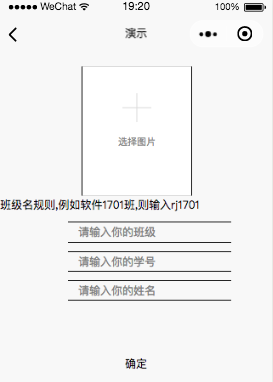 WeChat 19:20 100%
演示
选择图片
班级名规则,例如软件1701班,则输入rj1701
请输入你的班级
请输入你的学号
请输入你的姓名
确定